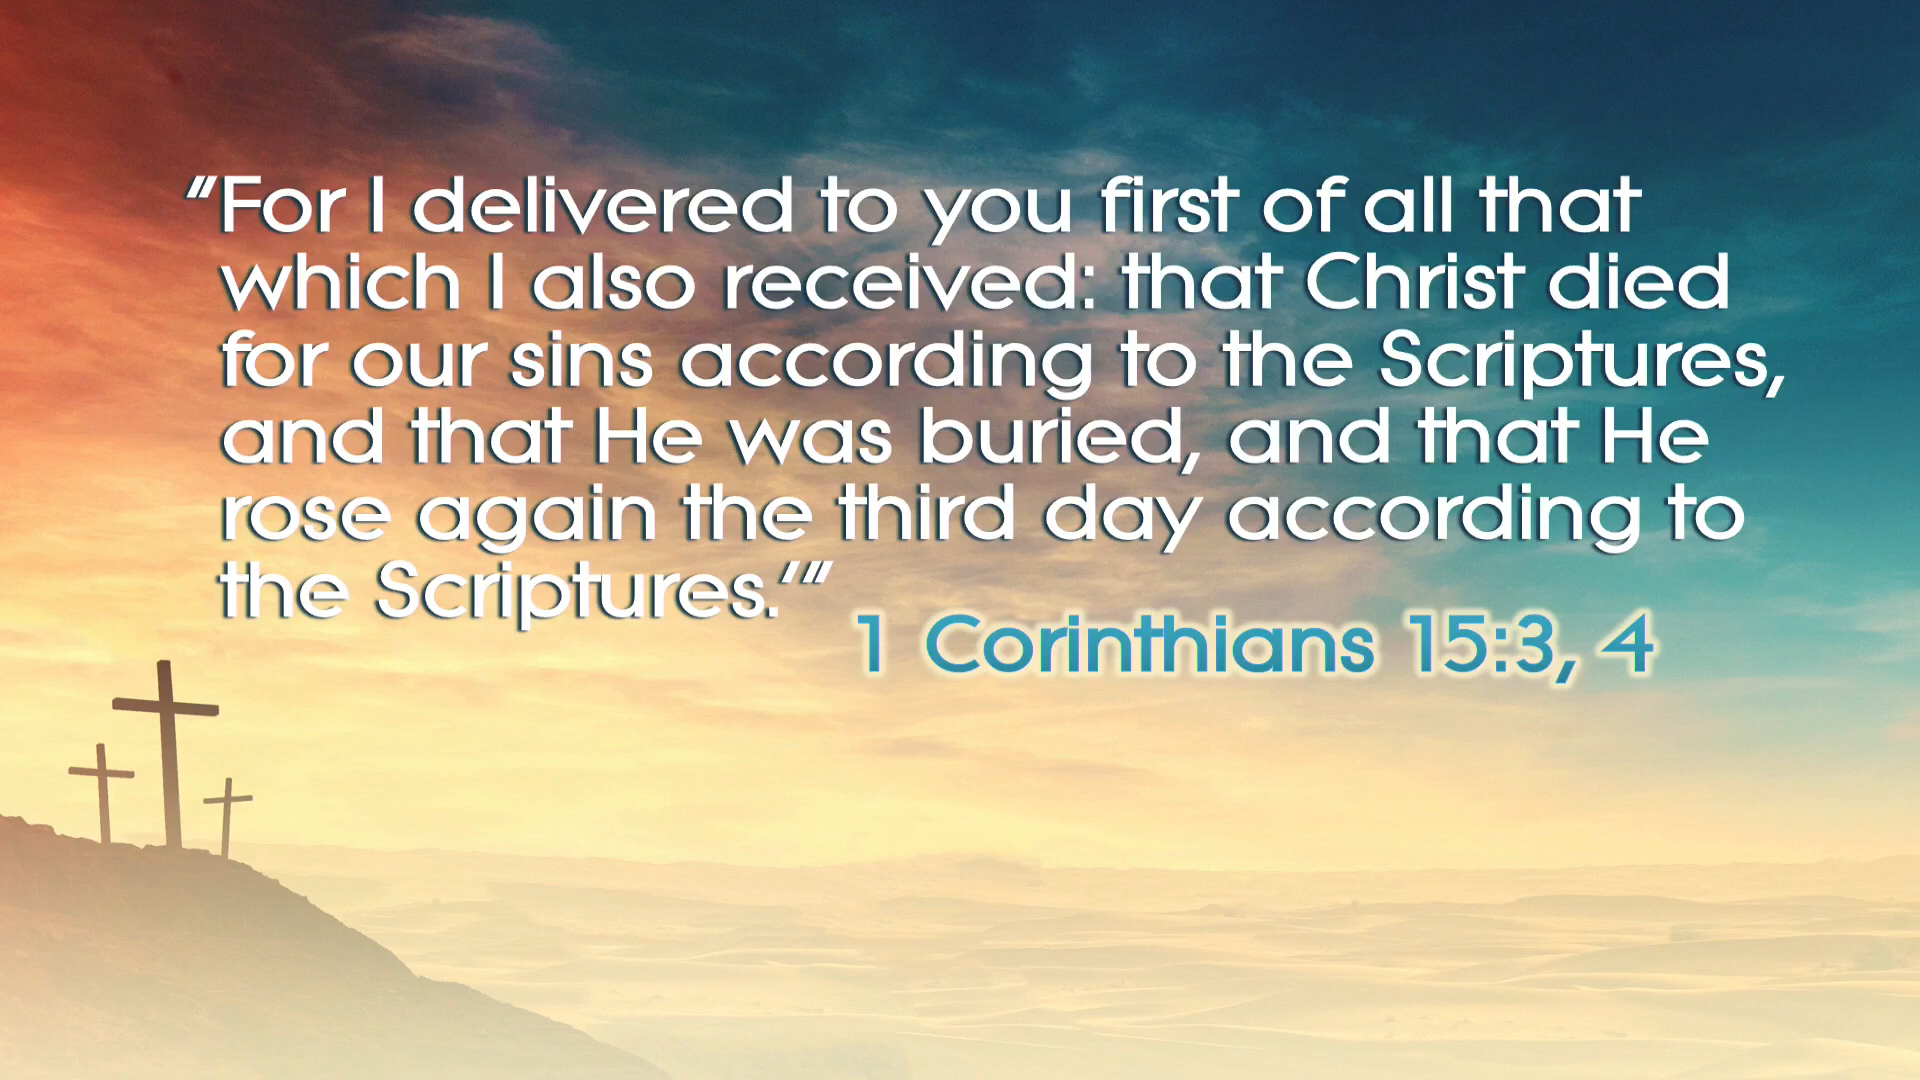 “For I delivered to you first of all that
which I also received: that Christ died
for our sins according to the Scriptures,
and that He was buried, and that He
rose again the third day according to
the Scriptures.’“
1 Corinthians 15:3, 4